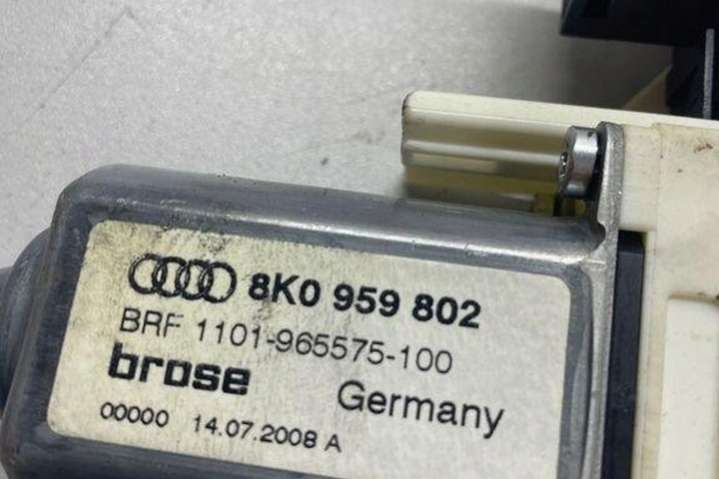 8K0 959 802
BRF 1101-965575-100
brose
Germany
00000 14.07.2008 A